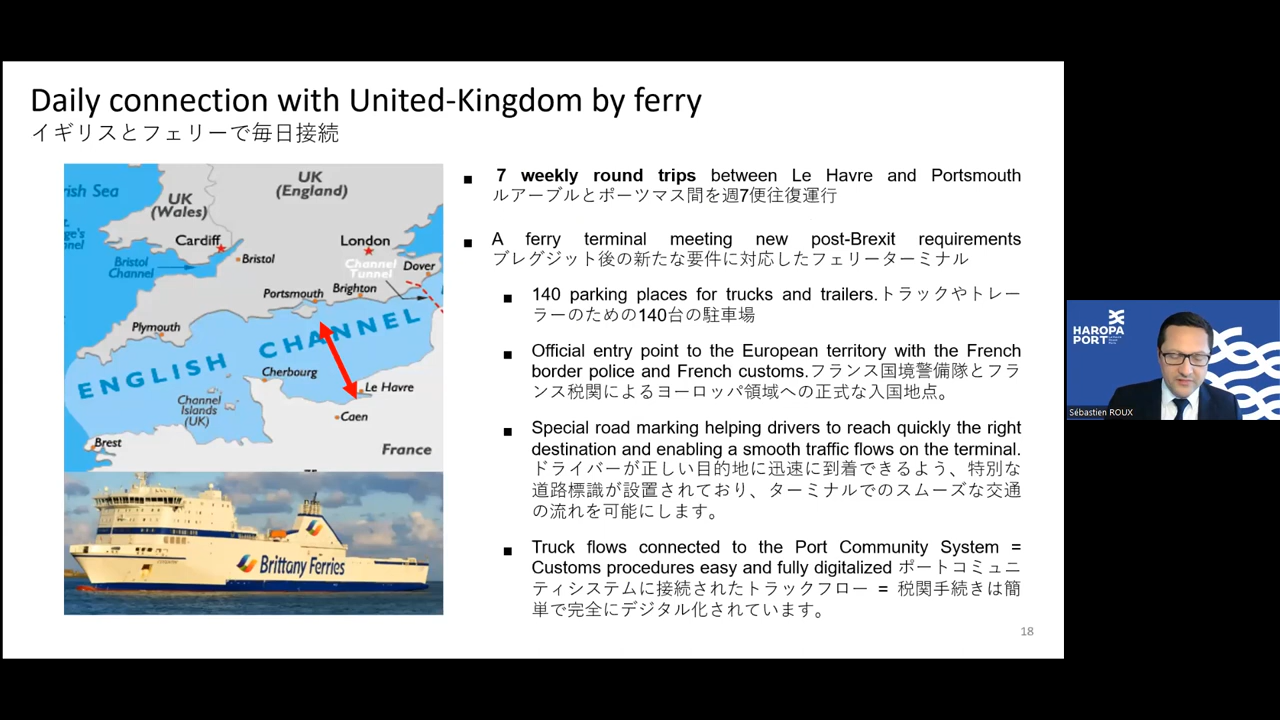 Daily connection with United-Kingdom by ferry
イギリスとフェリーで毎日接続
7 weekly round trips between Le Havre and Portsmouth
ルアーブルとポーツマス間を週7便往復運行
A ferry terminal meeting new post-Brexit requirements
ブレグジット後の新たな要件に対応したフェリーターミナル
140 parking places for trucks and trailers.トラックやトレー
ラーのための140台の駐車場
Official entry point to the European territory with the French
border police and French customs.フランス国境警備隊とフラ
ンス税関によるヨーロッパ領域への正式な入国地点。
Special road marking helping drivers to reach quickly the right
destination and enabling a smooth traffic flows on the terminal.
ドライバーが正しい目的地に迅速に到着できるよう、特別な
道路標識が設置されており、ターミナルでのスムーズな交通
の流れを可能にします。
Truck flows connected to the Port Community System =
Customs procedures easy and fully digitalized ポートコミュニ
ティシステムに接続されたトラックフロー = 税関手続きは簡
単で完全にデジタル化されています。
18
rish Sea
UK
(Wales)
UK
(England)
ge's
nnel
Cardiff
Bristol
Bristol
Channel
London
Channel
Tunnel
Dover
Portsmouth
Brighton
Plymouth
ENGLISH CHANNEL
Cherbourg
Le Havre
Channel
Islands
(UK)
Caen
Brest
France
Brittany Ferries
HAROPA
PORT
Sébastien ROUX